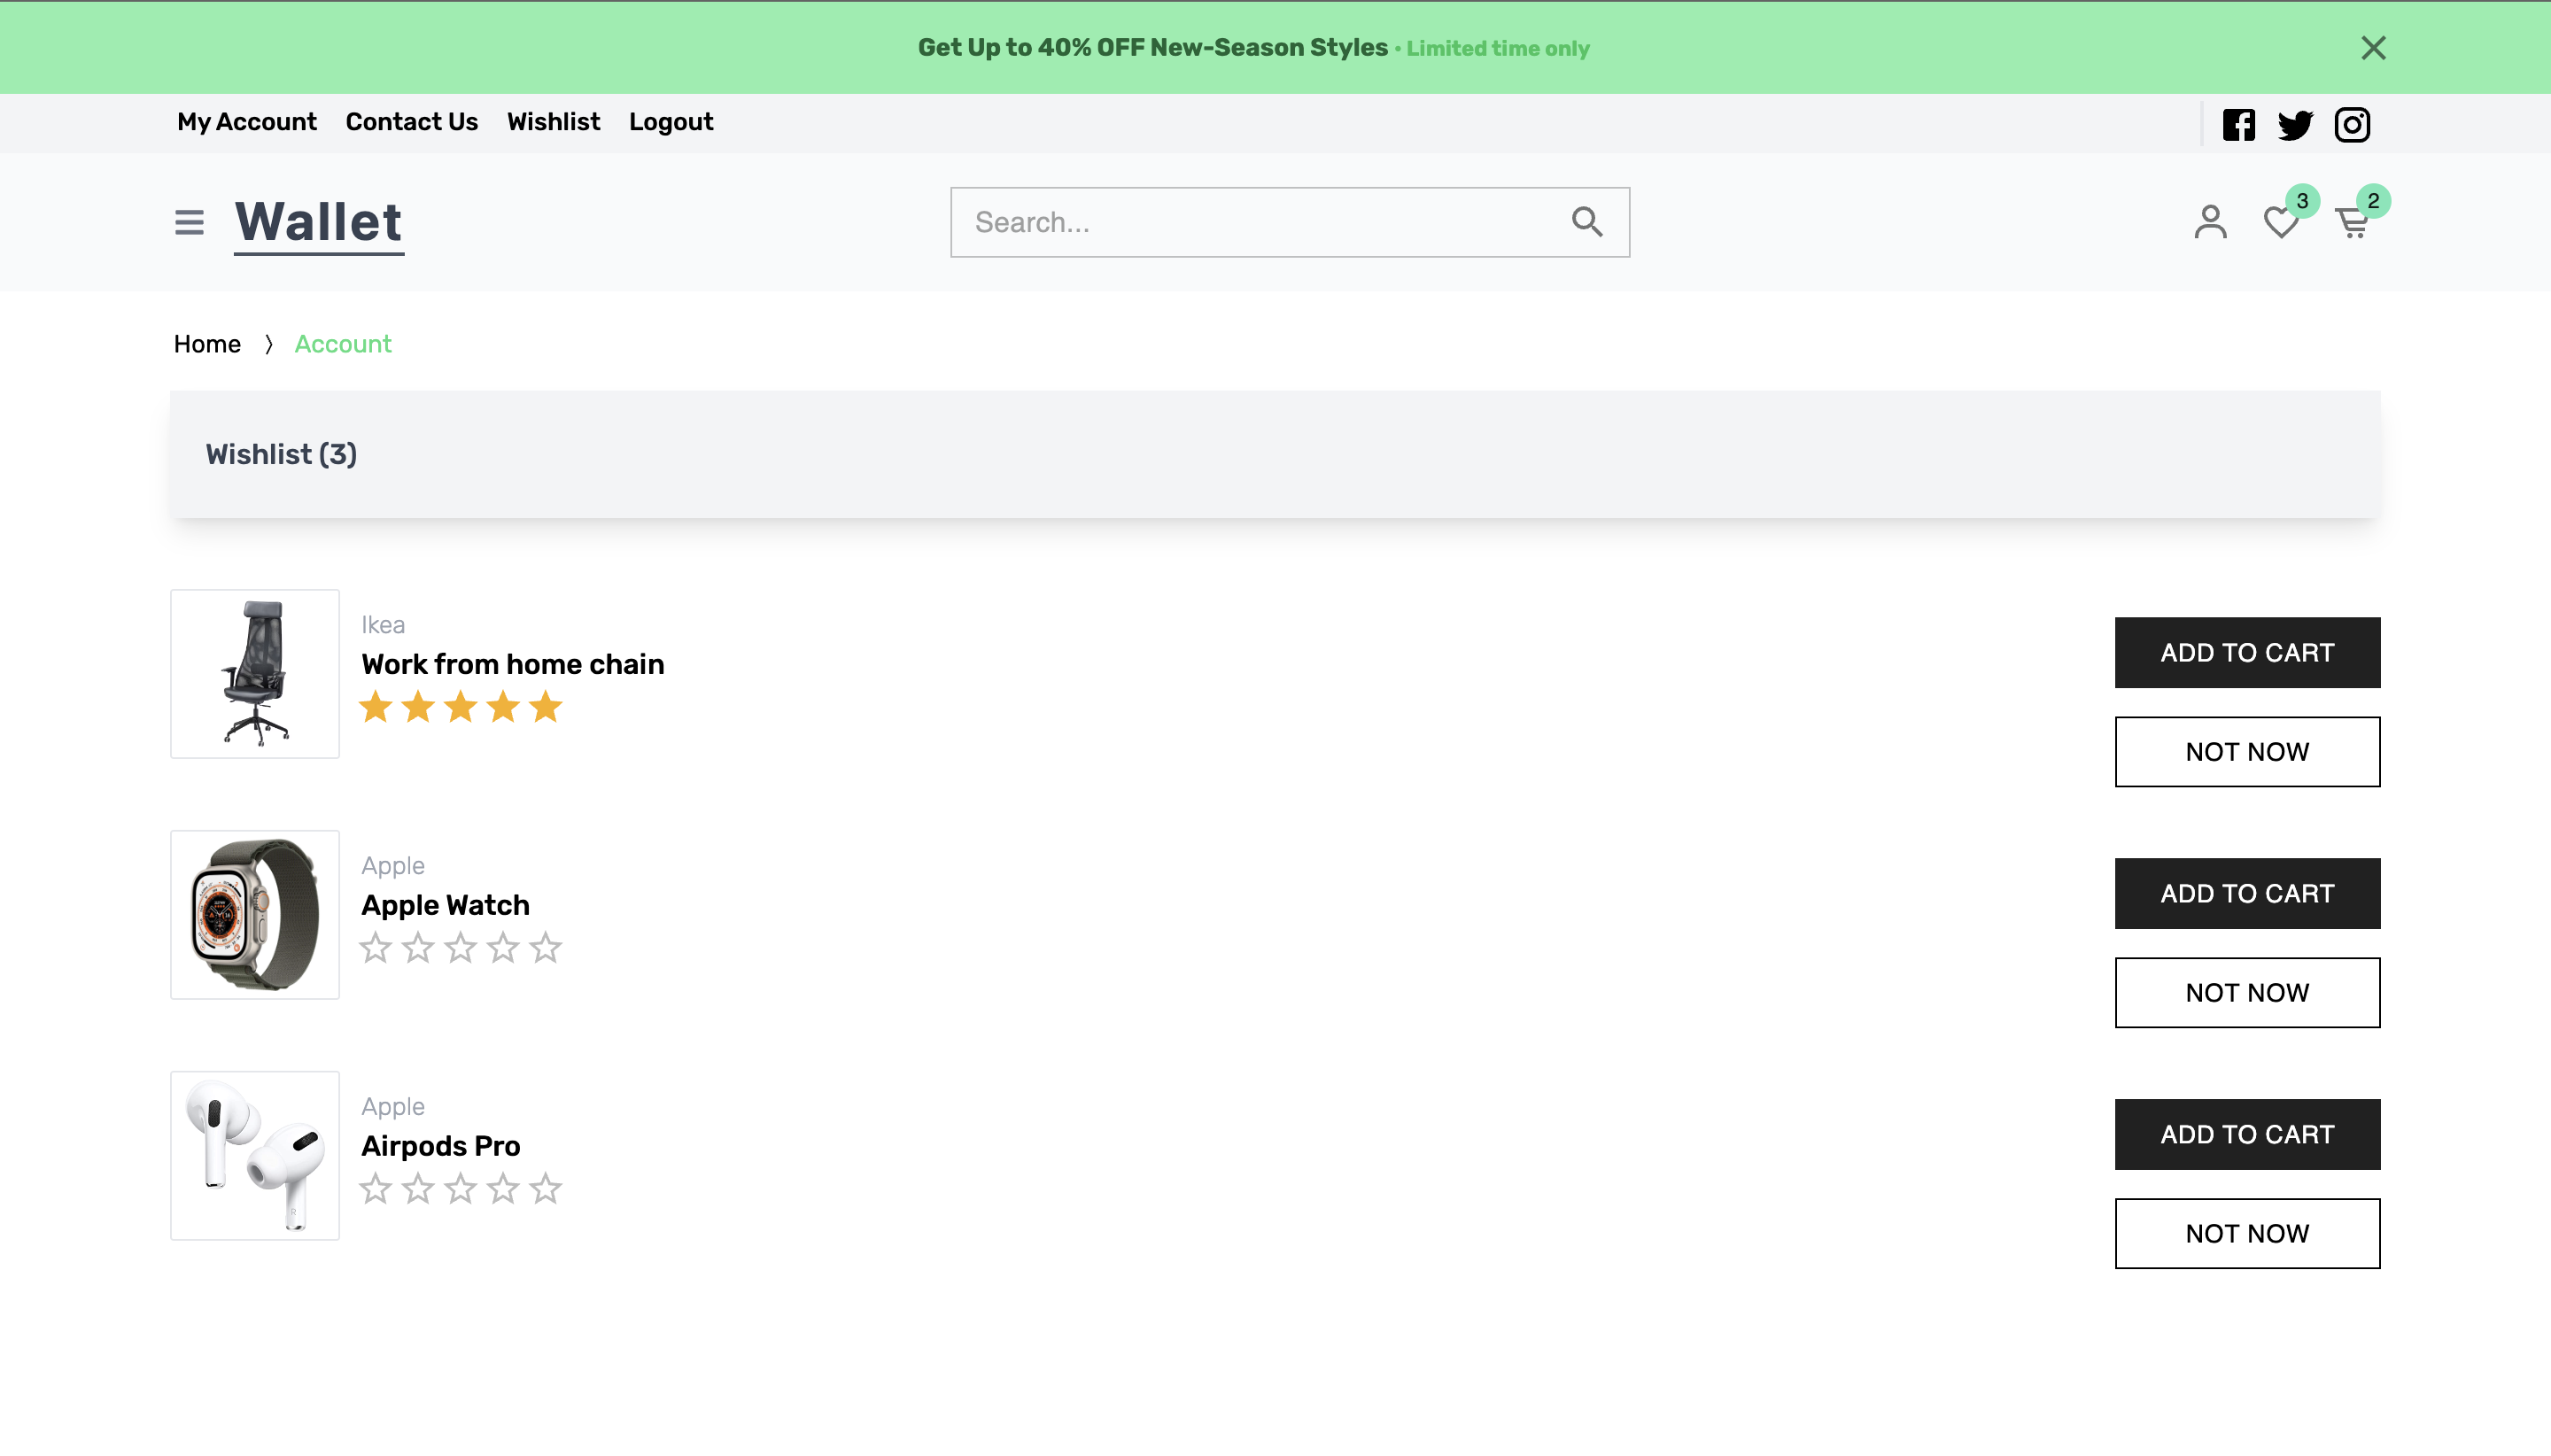 Get Up to 40% OFF New-Season Styles • Limited time only
My Account Contact Us Wishlist Logout
Wallet
Search...
3
2
Home 〉 Account
Wishlist (3)
Ikea
Work from home chain
ADD TO CART
NOT NOW
Apple
Apple Watch
ADD TO CART
NOT NOW
Apple
Airpods Pro
ADD TO CART
NOT NOW